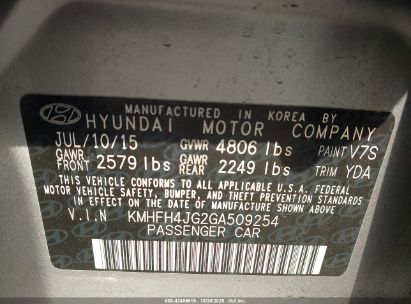 MANUFACTURED IN KOREA BY
HYUNDAI MOTOR COMPANY
JUL/10/15 GVWR 4806 lbs PAINT V7S
GAWR FRONT 2579 lbs GAWR REAR 2249 lbs TRIM YDA
THIS VEHICLE CONFORMS TO ALL APPLICABLE U.S.A. FEDERAL
MOTOR VEHICLE SAFETY, BUMPER, AND THEFT
PREVENTION STANDARDS IN EFFECT ON THE
DATE OF MANUFACTURE SHOWN ABOVE.
V.I.N KMHFH4JG2GA509254
PASSENGER CAR